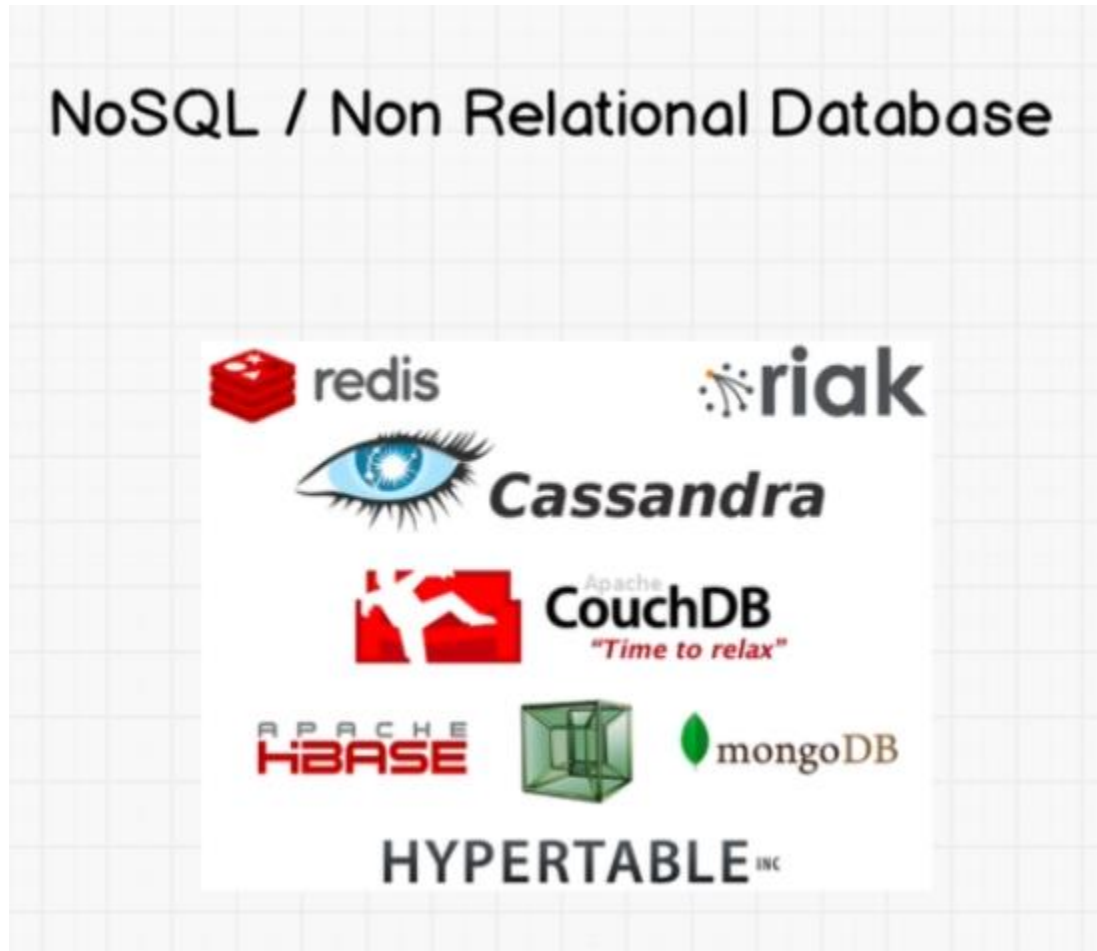 NoSQL / Non Relational Database
redis riak
Cassandra
Apache
CouchDB
"Time to relax"
APACHE mongoDB
HBASE
HYPERTABLE INC